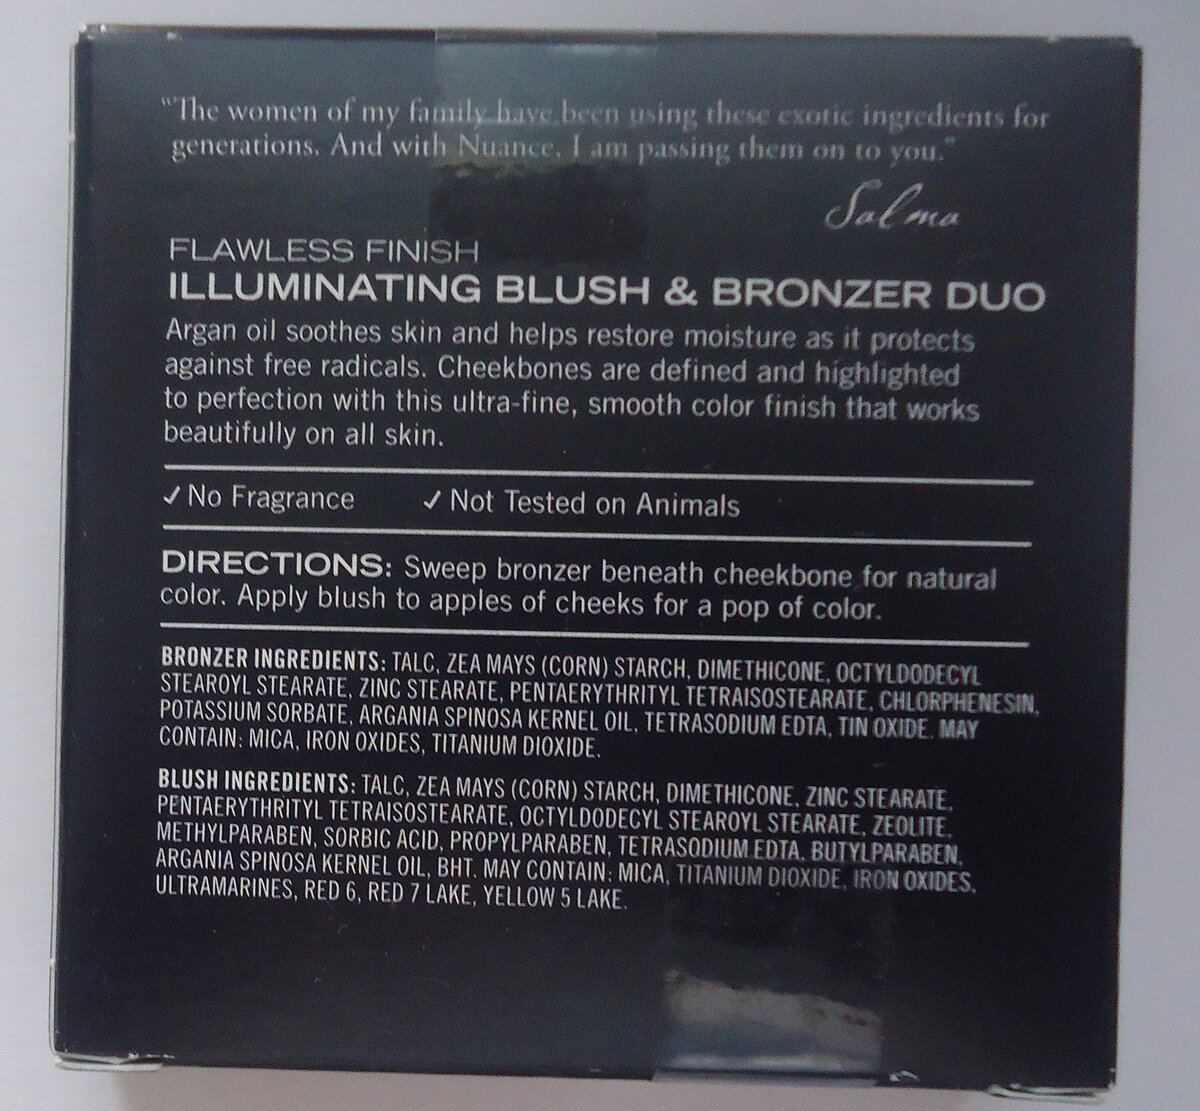 "The women of my family have been using these exotic ingredients for
generations. And with Nuance, I am passing them on to you."
Salma
FLAWLESS FINISH
ILLUMINATING BLUSH & BRONZER DUO
Argan oil soothes skin and helps restore moisture as it protects
against free radicals. Cheekbones are defined and highlighted
to perfection with this ultra-fine, smooth color finish that works
beautifully on all skin.
✓ No Fragrance ✓ Not Tested on Animals
DIRECTIONS: Sweep bronzer beneath cheekbone for natural
color. Apply blush to apples of cheeks for a pop of color.
BRONZER INGREDIENTS: TALC, ZEA MAYS (CORN) STARCH, DIMETHICONE, OCTYLDODECYL
STEAROYL STEARATE, ZINC STEARATE, PENTAERYTHRITYL TETRAISOSTEARATE, CHLORPHENESIN,
POTASSIUM SORBATE, ARGANIA SPINOSA KERNEL OIL, TETRASODIUM EDTA, TIN OXIDE. MAY
CONTAIN: MICA, IRON OXIDES, TITANIUM DIOXIDE.
BLUSH INGREDIENTS: TALC, ZEA MAYS (CORN) STARCH, DIMETHICONE, ZINC STEARATE,
PENTAERYTHRITYL TETRAISOSTEARATE, OCTYLDODECYL STEAROYL STEARATE, ZEOLITE,
METHYLPARABEN, SORBIC ACID, PROPYLPARABEN, TETRASODIUM EDTA, BUTYLPARABEN,
ARGANIA SPINOSA KERNEL OIL, BHT. MAY CONTAIN: MICA, TITANIUM DIOXIDE, IRON OXIDES,
ULTRAMARINES, RED 6, RED 7 LAKE, YELLOW 5 LAKE.